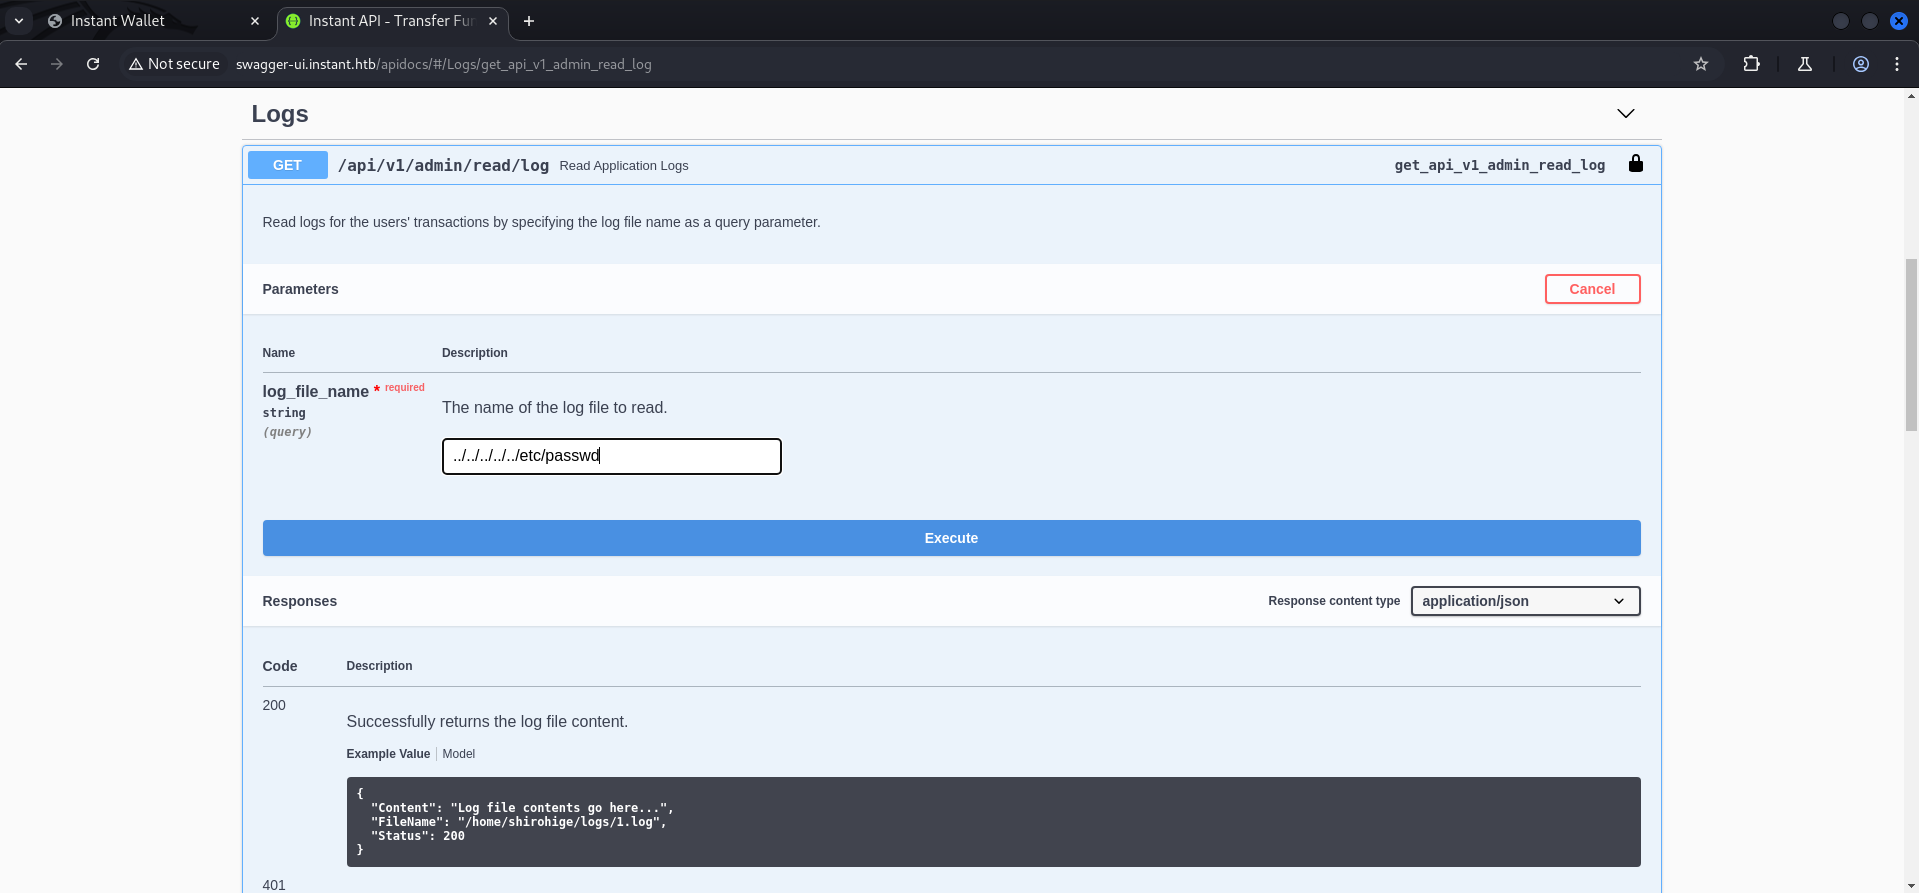 Instant Wallet
Instant API - Transfer Fun
Not secure
swagger-ui.instant.htb/apidocs/#/Logs/get_api_v1_admin_read_log
Logs
GET /api/v1/admin/read/log Read Application Logs get_api_v1_admin_read_log
Read logs for the users' transactions by specifying the log file name as a query parameter.
Parameters Cancel
Name Description
log_file_name * required
string
(query)
The name of the log file to read.
../../../../../etc/passwd
Execute
Responses Response content type application/json
Code Description
200
Successfully returns the log file content.
Example Value Model
{
"Content": "Log file contents go here...",
"FileName": "/home/shirohige/logs/1.log",
"Status": 200
}
401